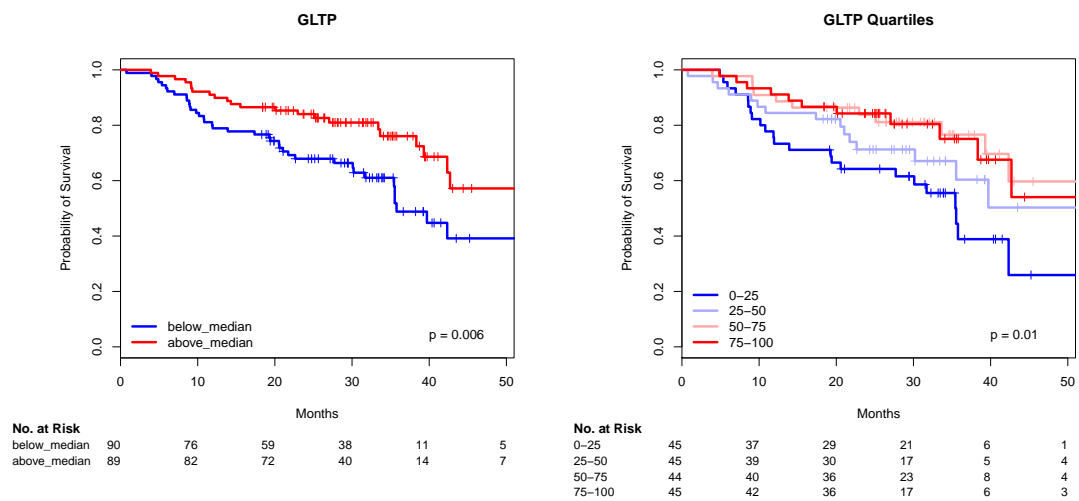 GLTP
Probability of Survival
1.0
0.8
0.6
0.4
0.2
0.0
below_median
above_median
p = 0.006
0 10 20 30 40 50
Months
No. at Risk
below_median 90 76 59 38 11 5
above_median 89 82 72 40 14 7
GLTP Quartiles
Probability of Survival
1.0
0.8
0.6
0.4
0.2
0.0
0−25
25−50
50−75
75−100
p = 0.01
0 10 20 30 40 50
Months
No. at Risk
0−25 45 37 29 21 6 1
25−50 45 39 30 17 5 4
50−75 44 40 36 23 8 4
75−100 45 42 36 17 6 3